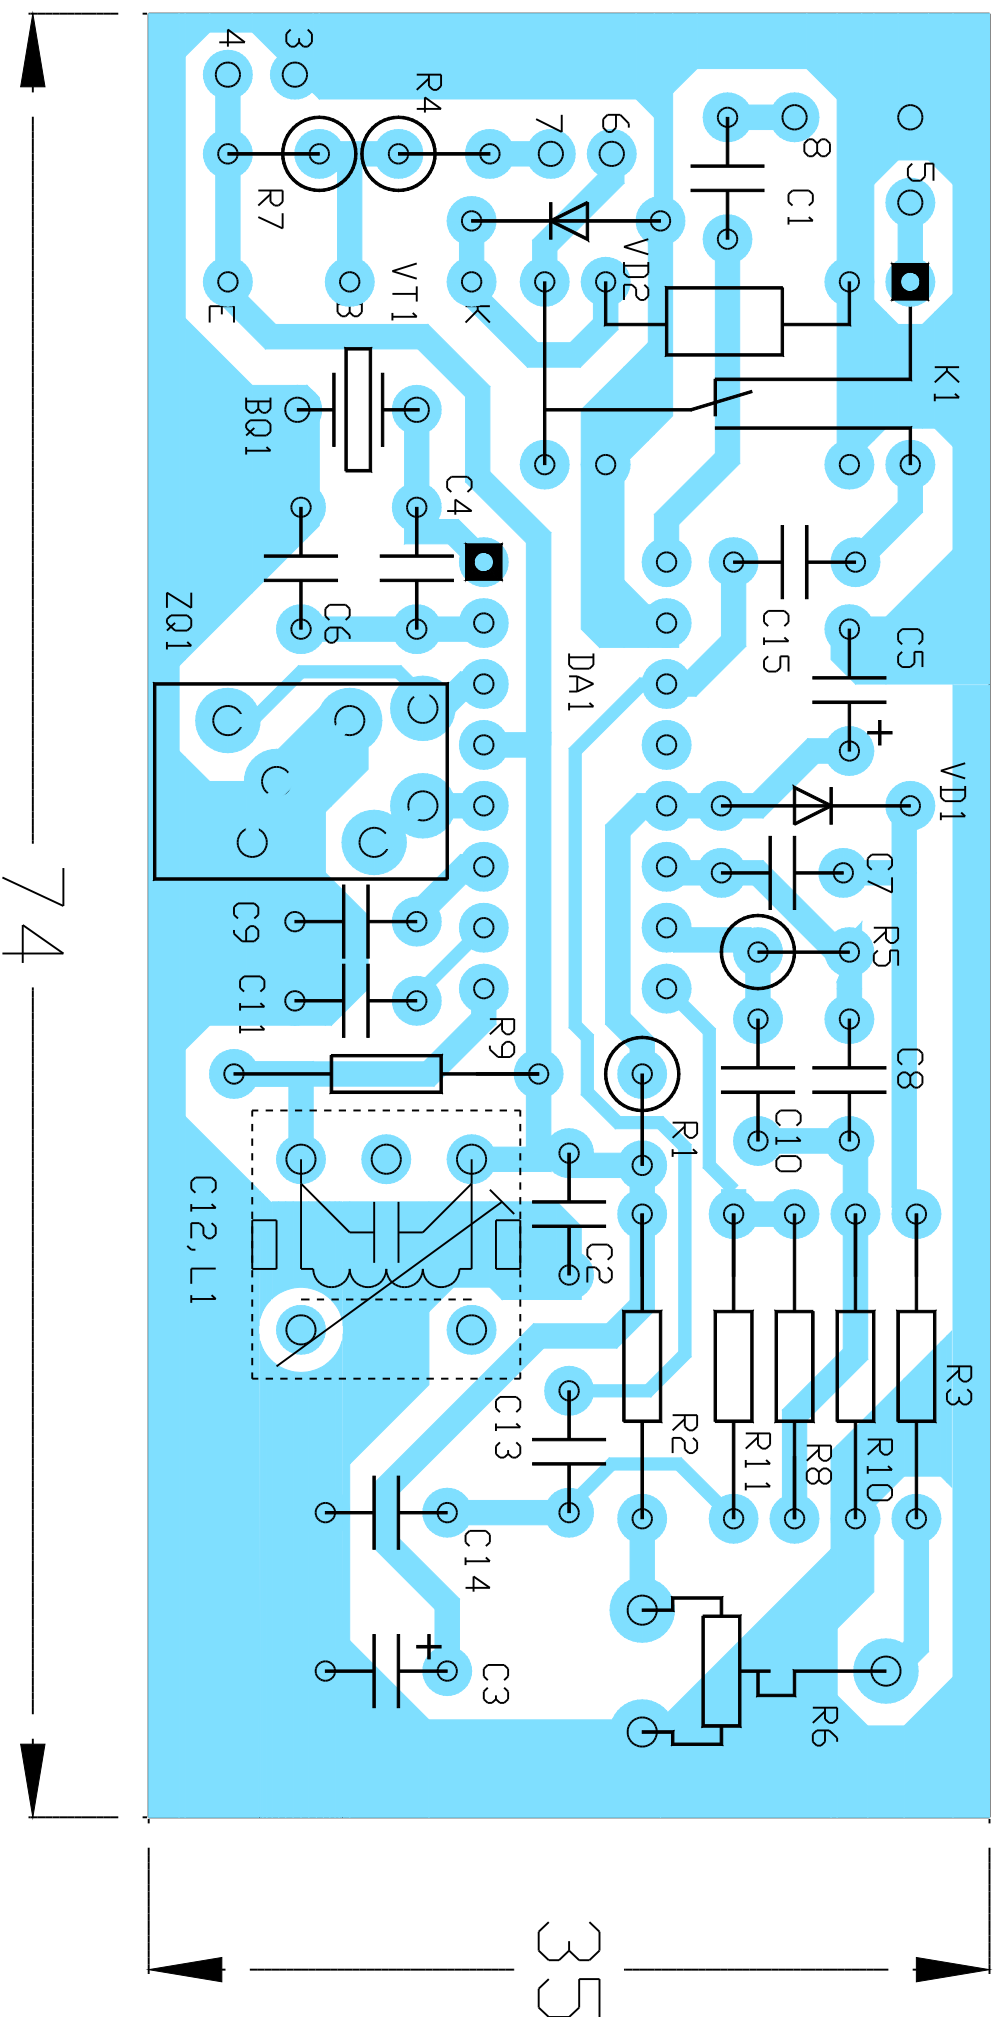 4
3
R4
7
6
8
5
R7
C1
VD2
E
B
VT1
K
K1
BQ1
C4
ZQ1
C6
C15
C5
DA1
+
VD1
C7
R5
C9
C11
R9
C8
R1
C10
C12,L1
C2
R3
C13
R2
R11
R8
R10
C14
+
C3
R6
74
35